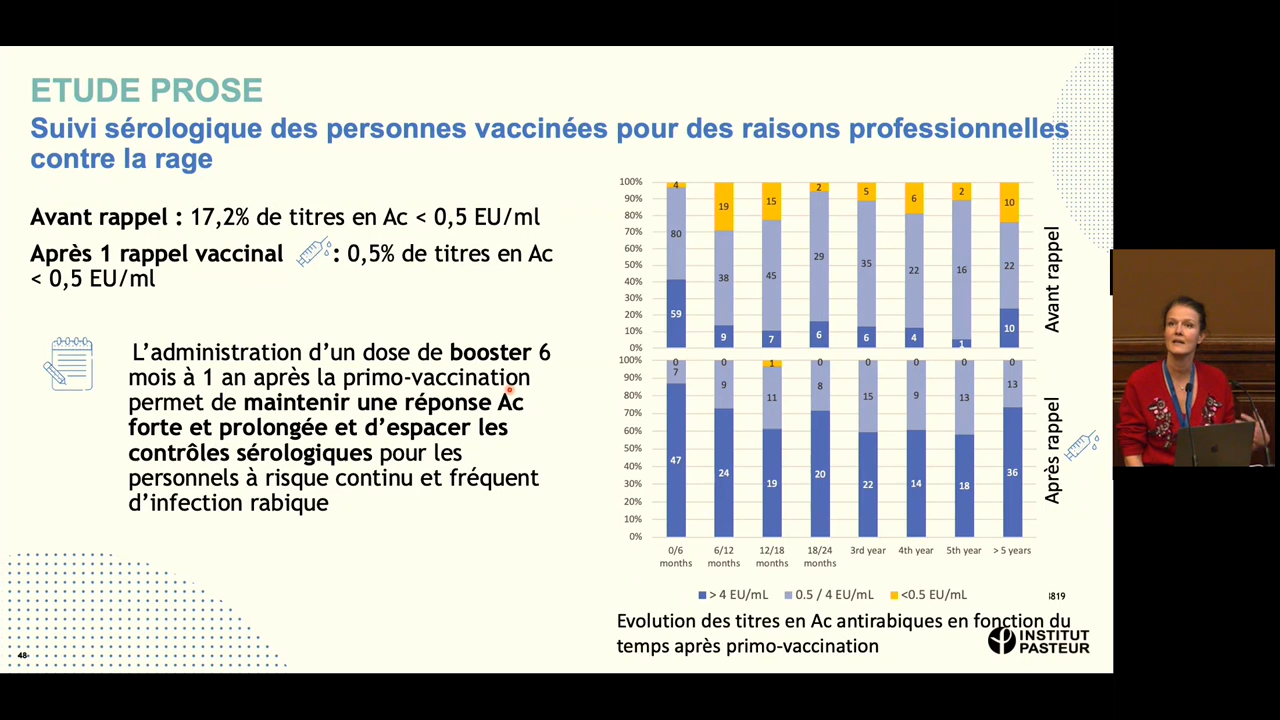 ETUDE PROSE
Suivi sérologique des personnes vaccinées pour des raisons professionnelles
contre la rage
Avant rappel : 17,2% de titres en Ac < 0,5 EU/ml
Après 1 rappel vaccinal : 0,5% de titres en Ac
< 0,5 EU/ml
L’administration d’un dose de booster 6
mois à 1 an après la primo-vaccination
permet de maintenir une réponse Ac
forte et prolongée et d’espacer les
contrôles sérologiques pour les
personnels à risque continu et fréquent
d’infection rabique
100%
90%
80%
70%
60%
50%
40%
30%
20%
10%
0%
4 19 15 2 5 6 2 10
80 38 45 29 35 22 16 22
59 9 7 6 6 4 1 10
Avant rappel
100%
90%
80%
70%
60%
50%
40%
30%
20%
10%
0%
0 0 1 0 0 0 0 0
7 9 11 8 15 9 13 13
47 24 19 20 22 14 18 36
Après rappel
0/6 6/12 12/18 18/24 3rd year 4th year 5th year > 5 years
months months months months
> 4 EU/mL 0.5 / 4 EU/mL <0.5 EU/mL
Evolution des titres en Ac antirabiques en fonction du
temps après primo-vaccination
INSTITUT
PASTEUR
48